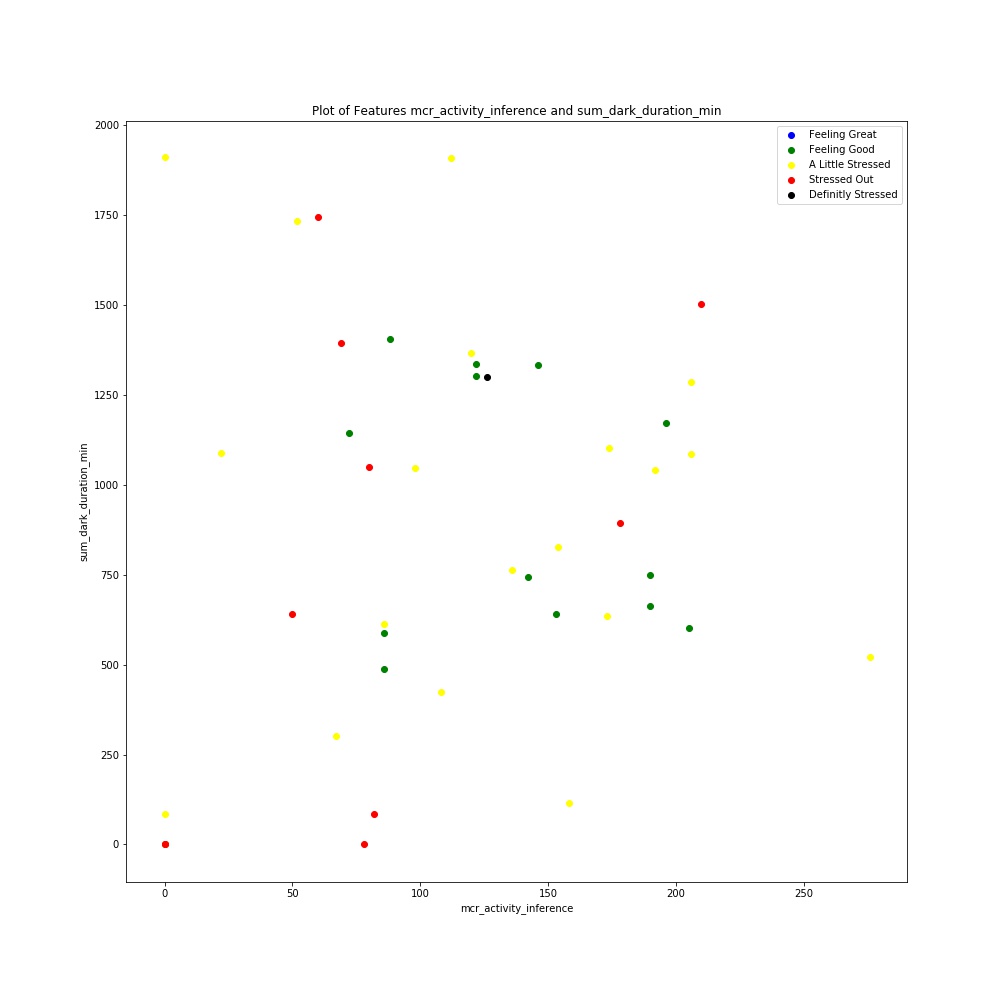 Plot of Features mcr_activity_inference and sum_dark_duration_min
Feeling Great
Feeling Good
A Little Stressed
Stressed Out
Definitly Stressed
2000
1750
1500
1250
1000
750
500
250
0
sum_dark_duration_min
0 50 100 150 200 250
mcr_activity_inference